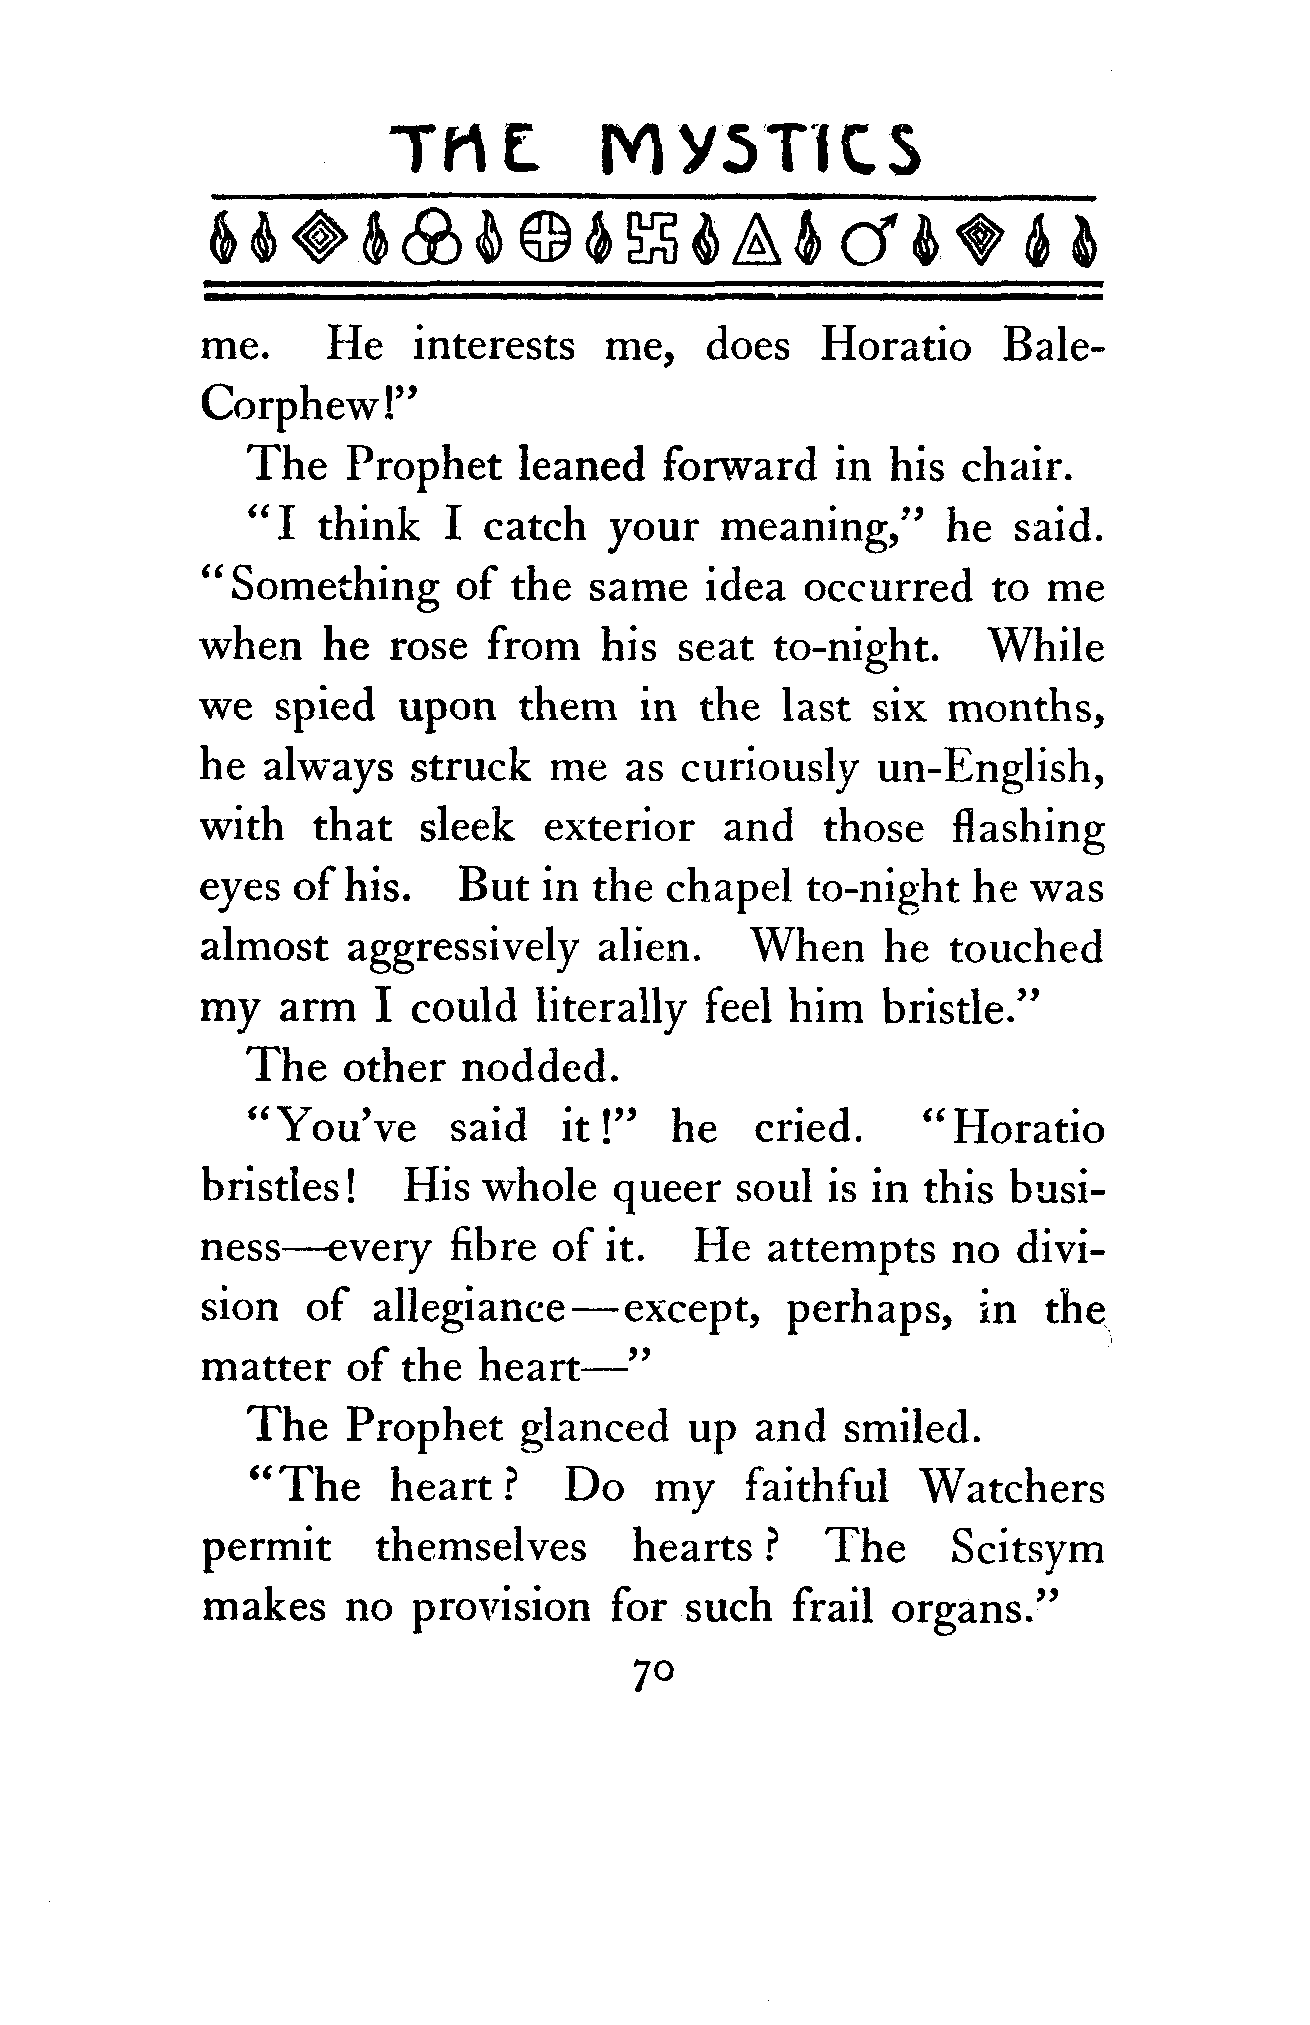 THE MYSTICS
me. He interests me, does Horatio Bale-
Corphew!"
The Prophet leaned forward in his chair.
"I think I catch your meaning," he said.
"Something of the same idea occurred to me
when he rose from his seat to-night. While
we spied upon them in the last six months,
he always struck me as curiously un-English,
with that sleek exterior and those flashing
eyes of his. But in the chapel to-night he was
almost aggressively alien. When he touched
my arm I could literally feel him bristle."
The other nodded.
"You've said it!" he cried. "Horatio
bristles! His whole queer soul is in this busi-
ness—every fibre of it. He attempts no divi-
sion of allegiance—except, perhaps, in the
matter of the heart—"
The Prophet glanced up and smiled.
"The heart? Do my faithful Watchers
permit themselves hearts? The Scitsym
makes no provision for such frail organs."
70